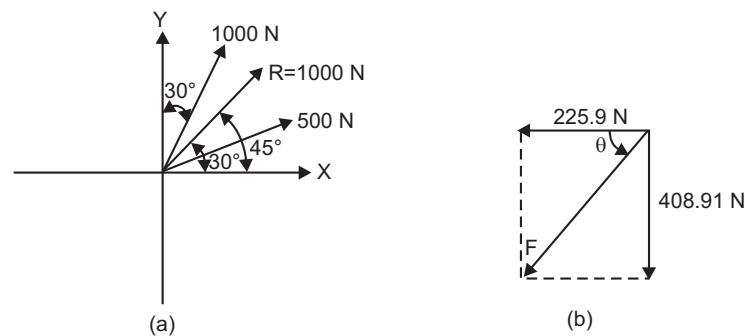 Y
1000 N
R=1000 N
30°
500 N
45°
30°
X
(a)
225.9 N
θ
408.91 N
F
(b)